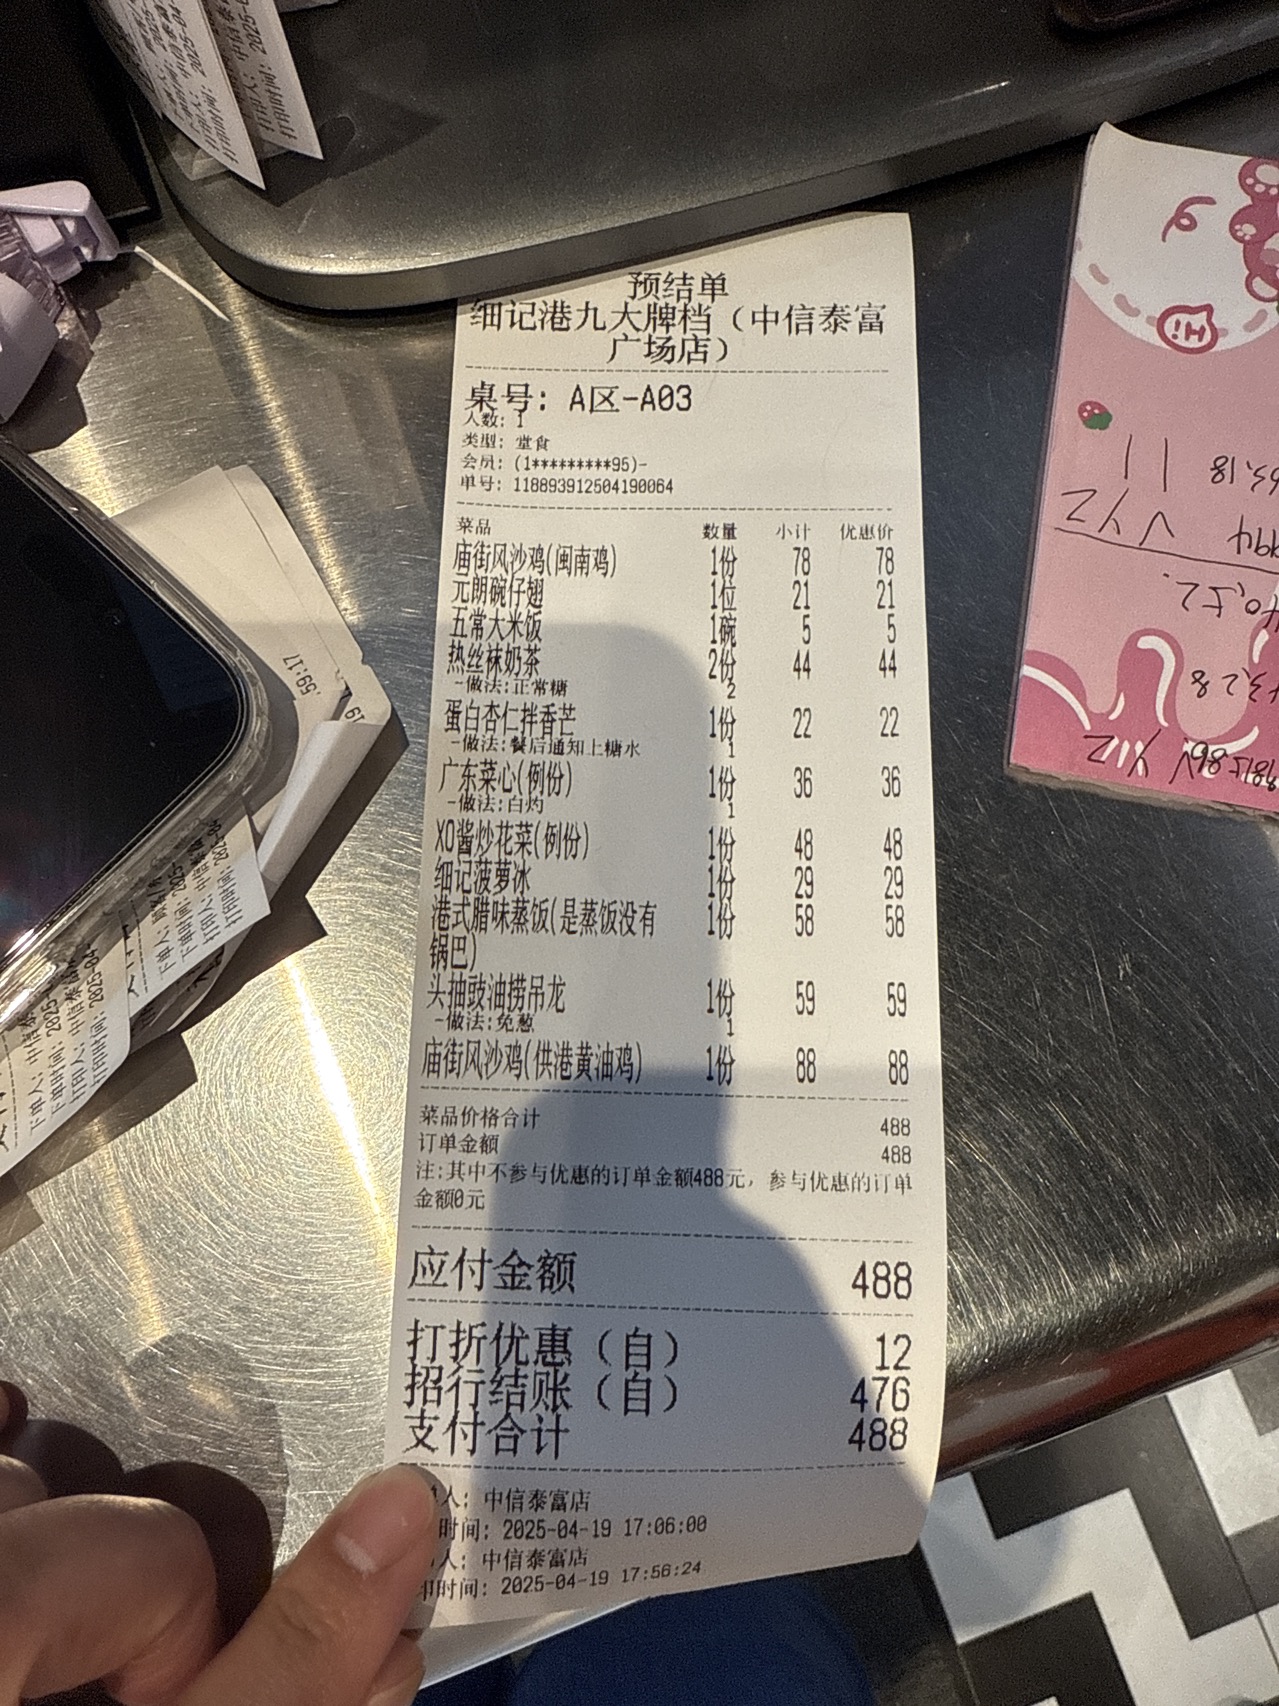 预结单
细记港九大牌档（中信泰富
广场店）
桌号: A区-A03
人数: 1
类型: 堂食
会员: (1*********95)-
单号: 118893912504190064
菜品 数量 小计 优惠价
庙街风沙鸡(闽南鸡) 1份 78 78
元朗碗仔翅 1位 21 21
五常大米饭 1碗 5 5
热丝袜奶茶 2份 44 44
-做法:正常糖 2
蛋白杏仁拌香芒 1份 22 22
-做法:餐后通知上糖水 1
广东菜心(例份) 1份 36 36
-做法:白灼 1
XO酱炒花菜(例份) 1份 48 48
细记菠萝冰 1份 29 29
港式腊味蒸饭(是蒸饭没有 1份 58 58
锅巴)
头抽豉油捞吊龙 1份 59 59
-做法:免葱 1
庙街风沙鸡(供港黄油鸡) 1份 88 88
菜品价格合计 488
订单金额 488
注:其中不参与优惠的订单金额488元，参与优惠的订单
金额0元
应付金额 488
打折优惠（自） 12
招行结账（自） 476
支付合计 488
人: 中信泰富店
时间: 2025-04-19 17:06:00
人: 中信泰富店
印时间: 2025-04-19 17:56:24
Hi!
:59:17